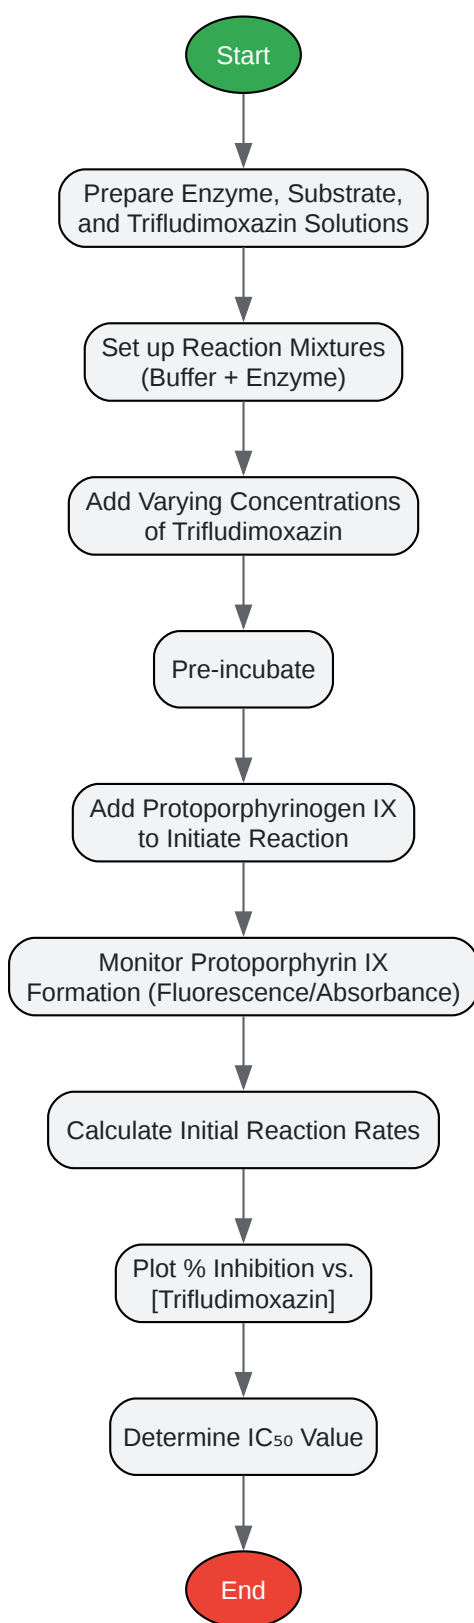 Start
Prepare Enzyme, Substrate,
and Trifludimoxazin Solutions
Set up Reaction Mixtures
(Buffer + Enzyme)
Add Varying Concentrations
of Trifludimoxazin
Pre-incubate
Add Protoporphyrinogen IX
to Initiate Reaction
Monitor Protoporphyrin IX
Formation (Fluorescence/Absorbance)
Calculate Initial Reaction Rates
Plot % Inhibition vs.
[Trifludimoxazin]
Determine IC₅₀ Value
End